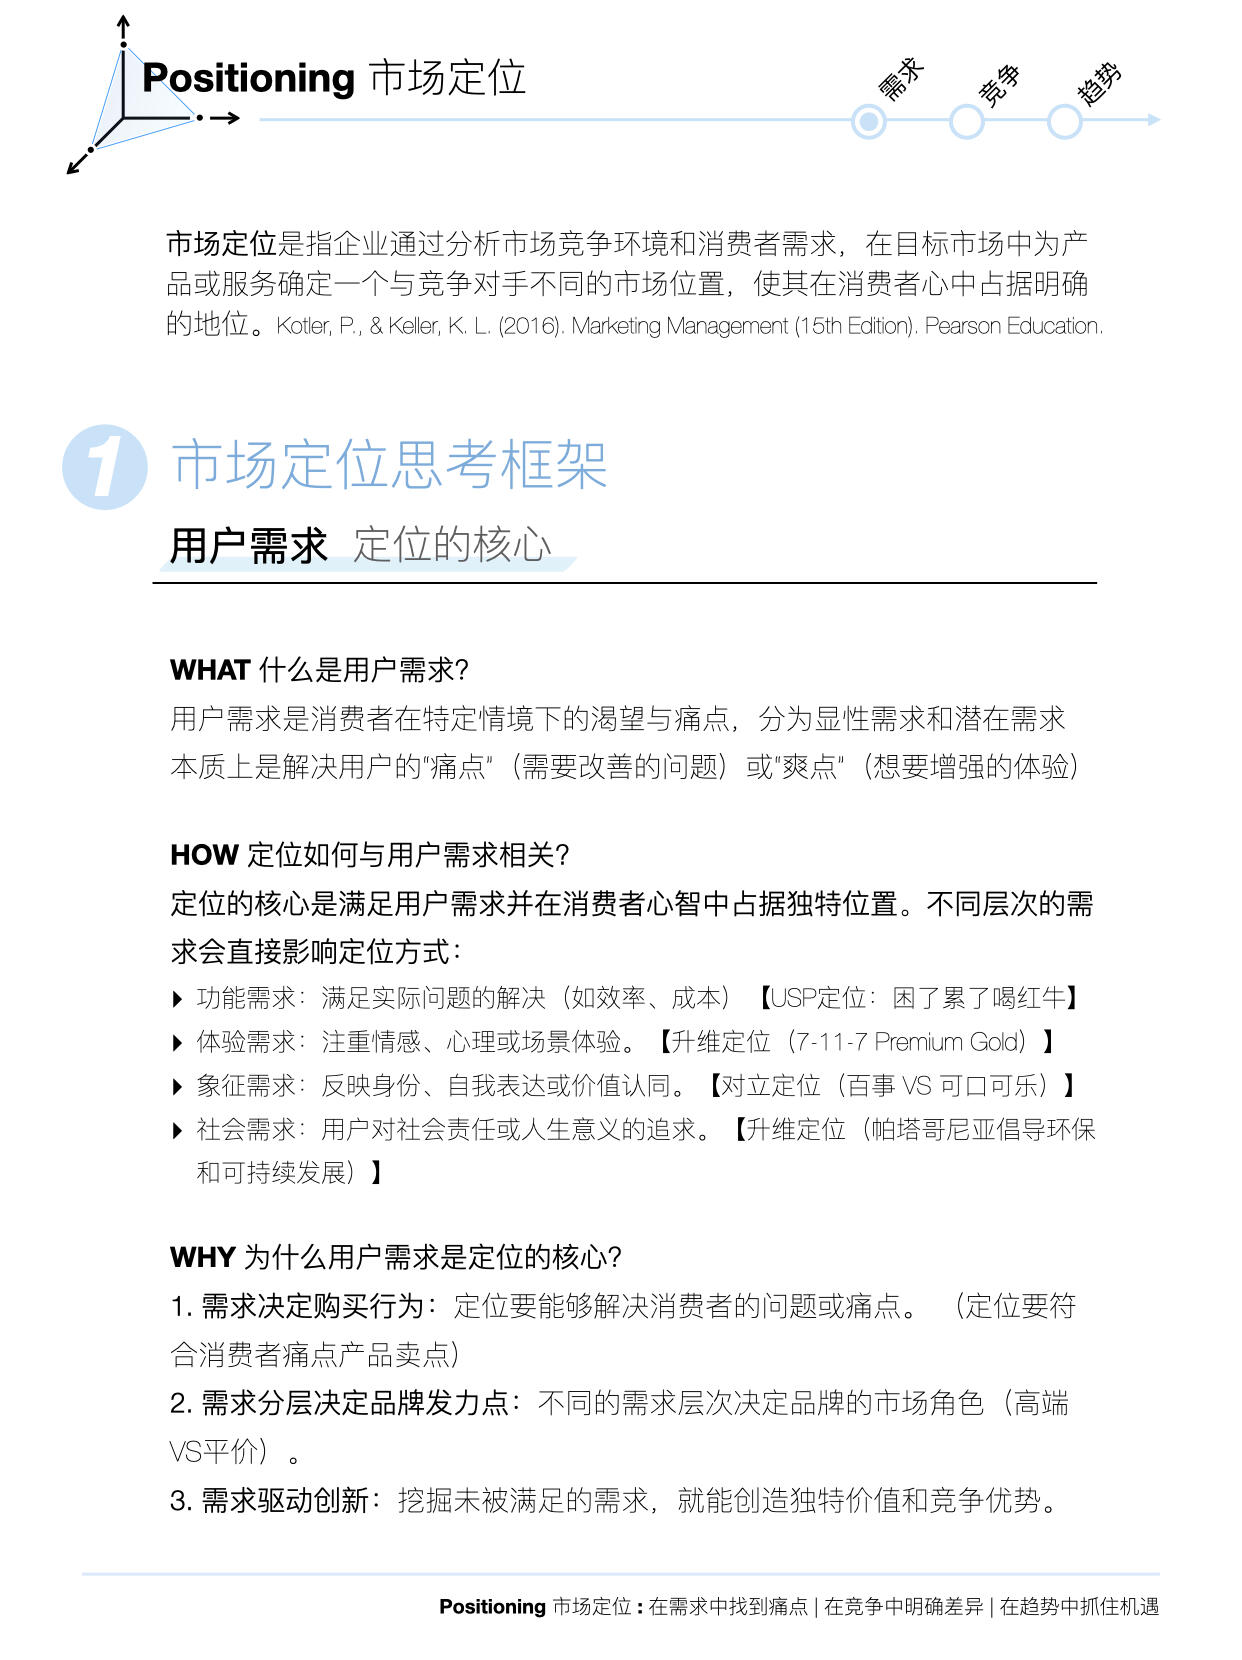 Positioning 市场定位
需求
竞争
趋势
市场定位是指企业通过分析市场竞争环境和消费者需求，在目标市场中为产
品或服务确定一个与竞争对手不同的市场位置，使其在消费者心中占据明确
的地位。Kotler, P., & Keller, K. L. (2016). Marketing Management (15th Edition). Pearson Education.
1 市场定位思考框架
用户需求 定位的核心
WHAT 什么是用户需求？
用户需求是消费者在特定情境下的渴望与痛点，分为显性需求和潜在需求
本质上是解决用户的"痛点"（需要改善的问题）或"爽点"（想要增强的体验）
HOW 定位如何与用户需求相关？
定位的核心是满足用户需求并在消费者心智中占据独特位置。不同层次的需
求会直接影响定位方式：
功能需求：满足实际问题的解决（如效率、成本）【USP定位：困了累了喝红牛】
体验需求：注重情感、心理或场景体验。【升维定位（7-11-7 Premium Gold）】
象征需求：反映身份、自我表达或价值认同。【对立定位（百事 VS 可口可乐）】
社会需求：用户对社会责任或人生意义的追求。【升维定位（帕塔哥尼亚倡导环保
和可持续发展）】
WHY 为什么用户需求是定位的核心？
1. 需求决定购买行为：定位要能够解决消费者的问题或痛点。（定位要符
合消费者痛点产品卖点）
2. 需求分层决定品牌发力点：不同的需求层次决定品牌的市场角色（高端
VS平价）。
3. 需求驱动创新：挖掘未被满足的需求，就能创造独特价值和竞争优势。
Positioning 市场定位：在需求中找到痛点 | 在竞争中明确差异 | 在趋势中抓住机遇